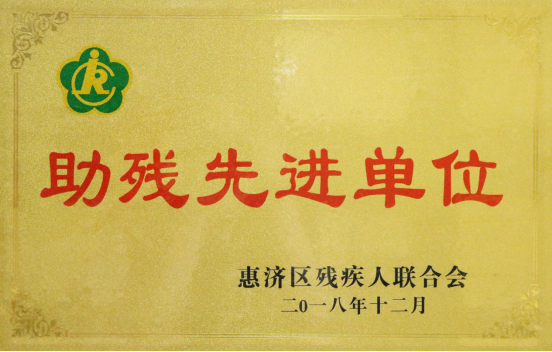 助残先进单位
惠济区残疾人联合会
二0一八年十二月